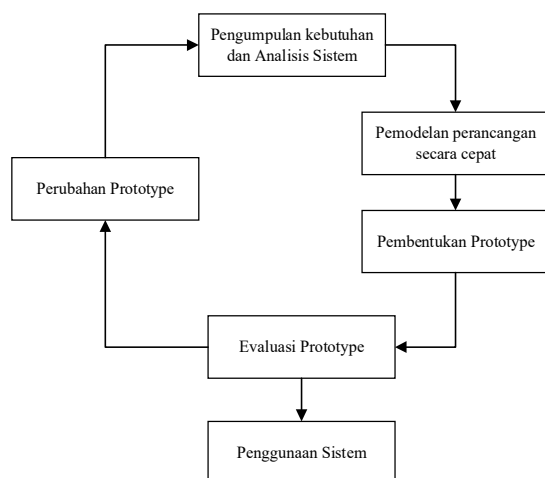 Pengumpulan kebutuhan
dan Analisis Sistem
Pemodelan perancangan
secara cepat
Perubahan Prototype
Pembentukan Prototype
Evaluasi Prototype
Penggunaan Sistem